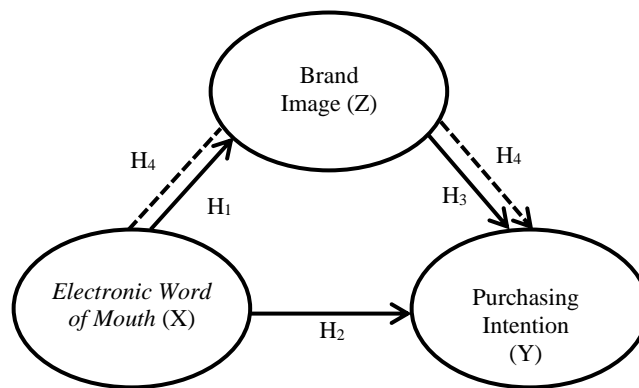 Brand
Image (Z)
H₄
H₄
H₁
H₃
Electronic Word
of Mouth (X)
Purchasing
Intention
(Y)
H₂